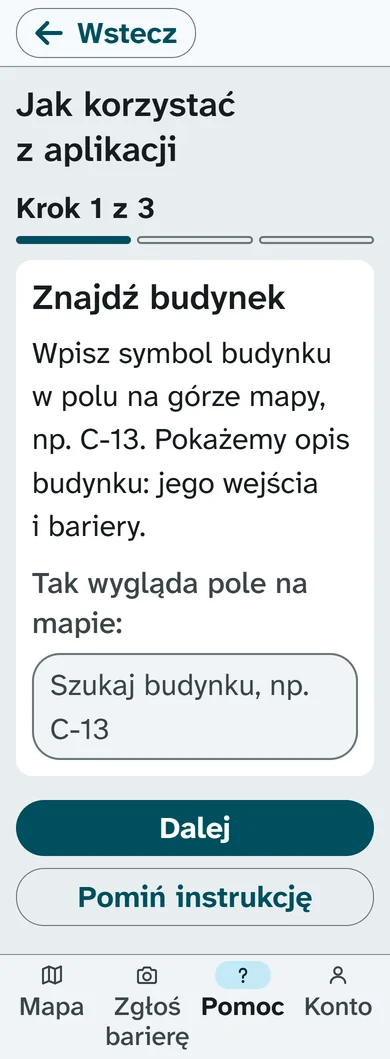 Wstecz
Jak korzystać
z aplikacji
Krok 1 z 3
Znajdź budynek
Wpisz symbol budynku
w polu na górze mapy,
np. C-13. Pokażemy opis
budynku: jego wejścia
i bariery.
Tak wygląda pole na
mapie:
Szukaj budynku, np.
C-13
Dalej
Pomiń instrukcję
?
Mapa
Zgłoś
barierę
Pomoc
Konto